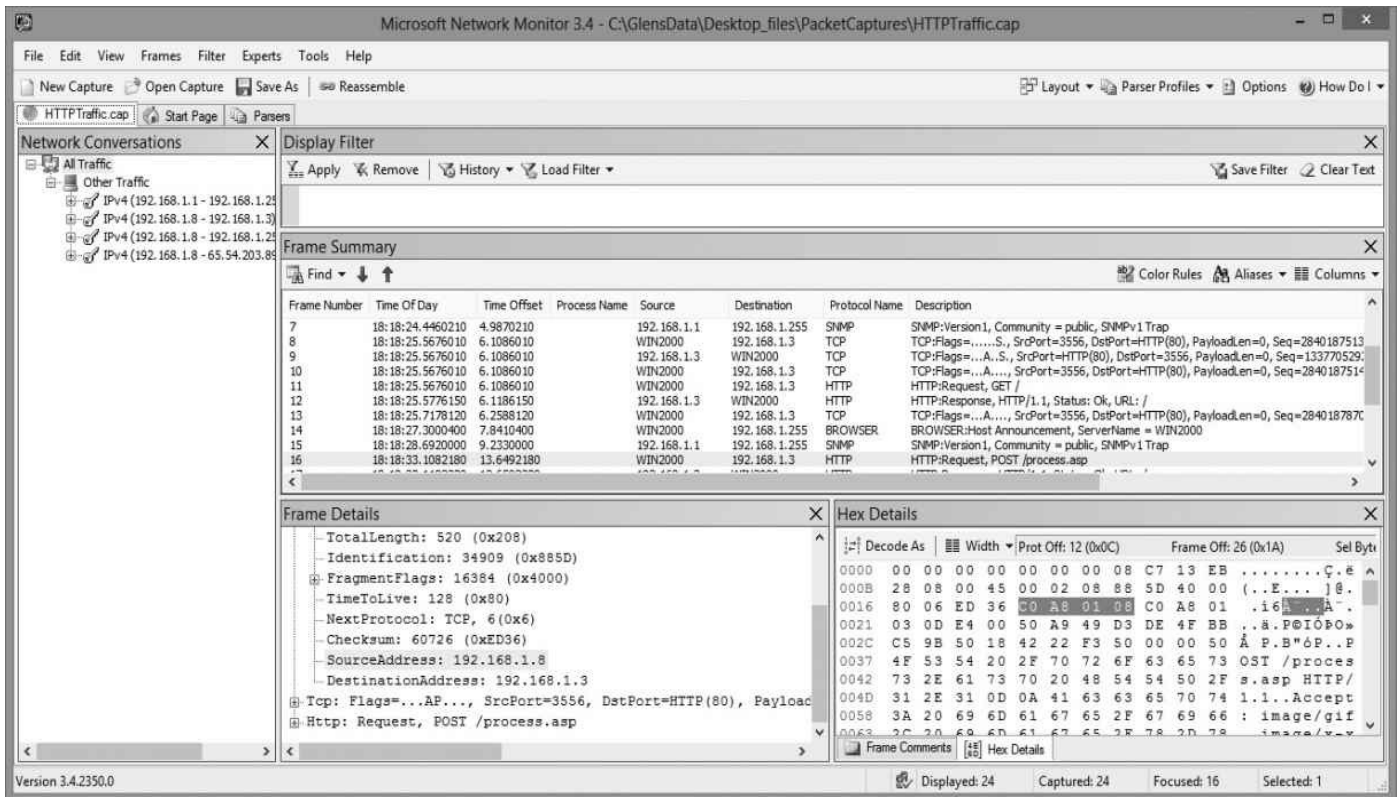 Microsoft Network Monitor 3.4 - C:\GlensData\Desktop_files\PacketCaptures\HTTPTraffic.cap
File Edit View Frames Filter Experts Tools Help
New Capture Open Capture Save As Reassemble Layout Parser Profiles Options How Do I
HTTPTraffic.cap Start Page Parsers
Network Conversations
All Traffic
Other Traffic
IPv4 (192.168.1.1 - 192.168.1.25
IPv4 (192.168.1.8 - 192.168.1.3)
IPv4 (192.168.1.8 - 192.168.1.25
IPv4 (192.168.1.8 - 65.54.203.89
Display Filter
Apply Remove History Load Filter Save Filter Clear Text
Frame Summary
Find Color Rules Aliases Columns
Frame Number Time Of Day Time Offset Process Name Source Destination Protocol Name Description
7 18:18:24.4460210 4.9870210 192.168.1.1 192.168.1.255 SNMP SNMP:Version1, Community = public, SNMPv1 Trap
8 18:18:25.5676010 6.1086010 WIN2000 192.168.1.3 TCP TCP:Flags=......S., SrcPort=3556, DstPort=HTTP(80), PayloadLen=0, Seq=2840187513
9 18:18:25.5676010 6.1086010 192.168.1.3 WIN2000 TCP TCP:Flags=...A..S., SrcPort=HTTP(80), DstPort=3556, PayloadLen=0, Seq=133770529
10 18:18:25.5676010 6.1086010 WIN2000 192.168.1.3 TCP TCP:Flags=...A...., SrcPort=3556, DstPort=HTTP(80), PayloadLen=0, Seq=284018751
11 18:18:25.5676010 6.1086010 WIN2000 192.168.1.3 HTTP HTTP:Request, GET /
12 18:18:25.5776150 6.1186150 192.168.1.3 WIN2000 HTTP HTTP:Response, HTTP/1.1, Status: Ok, URL: /
13 18:18:25.7178120 6.2588120 WIN2000 192.168.1.3 TCP TCP:Flags=...A...., SrcPort=3556, DstPort=HTTP(80), PayloadLen=0, Seq=284018787
14 18:18:27.3000400 7.8410400 WIN2000 192.168.1.255 BROWSER BROWSER:Host Announcement, ServerName = WIN2000
15 18:18:28.6920000 9.2330000 192.168.1.1 192.168.1.255 SNMP SNMP:Version1, Community = public, SNMPv1 Trap
16 18:18:33.1082180 13.6492180 WIN2000 192.168.1.3 HTTP HTTP:Request, POST /process.asp
Frame Details
TotalLength: 520 (0x208)
Identification: 34909 (0x885D)
FragmentFlags: 16384 (0x4000)
TimeToLive: 128 (0x80)
NextProtocol: TCP, 6(0x6)
Checksum: 60726 (0xED36)
SourceAddress: 192.168.1.8
DestinationAddress: 192.168.1.3
Tcp: Flags=...AP..., SrcPort=3556, DstPort=HTTP(80), Payload
Http: Request, POST /process.asp
Hex Details
Decode As Width Prot Off: 12 (0x0C) Frame Off: 26 (0x1A) Sel Byte
0000 00 00 00 00 00 00 00 08 C7 13 EB ........Ç.ë
000B 28 08 00 45 00 02 08 88 5D 40 00 (..E...]@.
0016 80 06 ED 36 C0 A8 01 08 C0 A8 01 .í6À¨..À¨.
0021 03 0D E4 00 50 A9 49 D3 DE 4F BB ..ä.P©IÓÞO»
002C C5 9B 50 18 42 22 F3 50 00 00 50 Å P.B"óP..P
0037 4F 53 54 20 2F 70 72 6F 63 65 73 OST /proces
0042 73 2E 61 73 70 20 48 54 54 50 2F s.asp HTTP/
004D 31 2E 31 0D 0A 41 63 63 65 70 74 1.1..Accept
0058 3A 20 69 6D 61 67 65 2F 67 69 66 : image/gif
0063 2C 20 69 6D 61 67 65 2F 78 2D 78 , image/x-x
Frame Comments Hex Details
Version 3.4.2350.0 Displayed: 24 Captured: 24 Focused: 16 Selected: 1